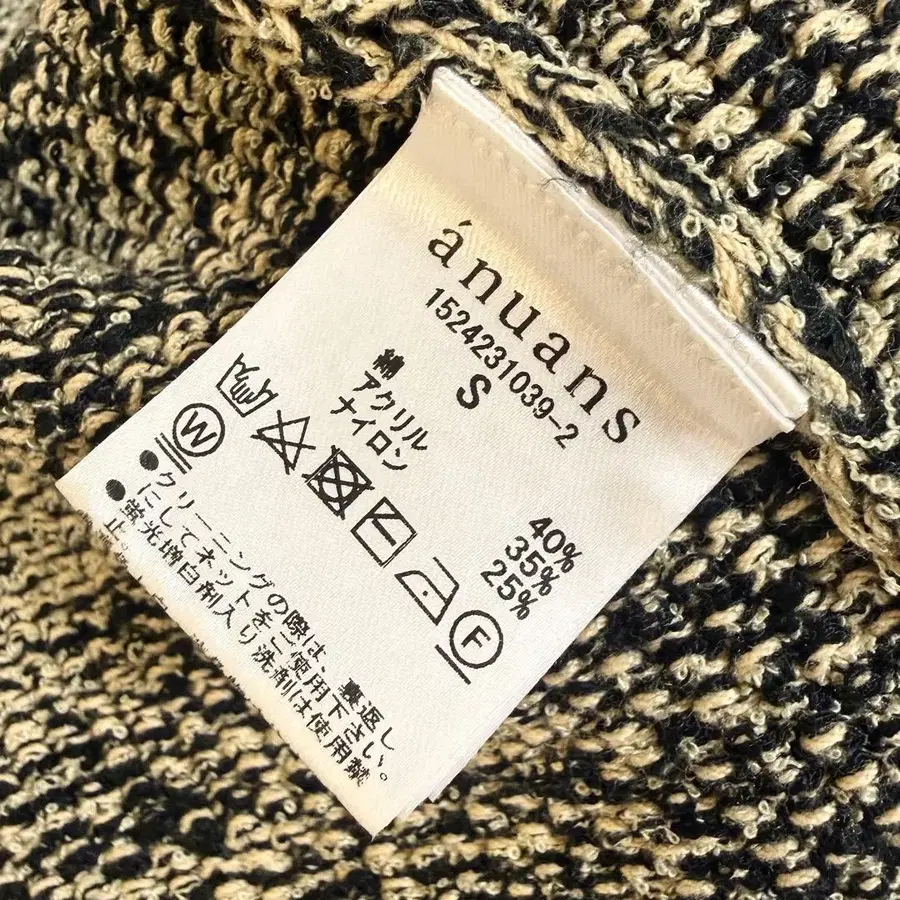 ánuans
1524231039-2
S
綿 40%
アクリル 35%
ナイロン 25%
F
W
●クリーニングの際は、裏返し
にしてネットをご使用下さい。
●蛍光増白剤入り洗剤は使用禁
止